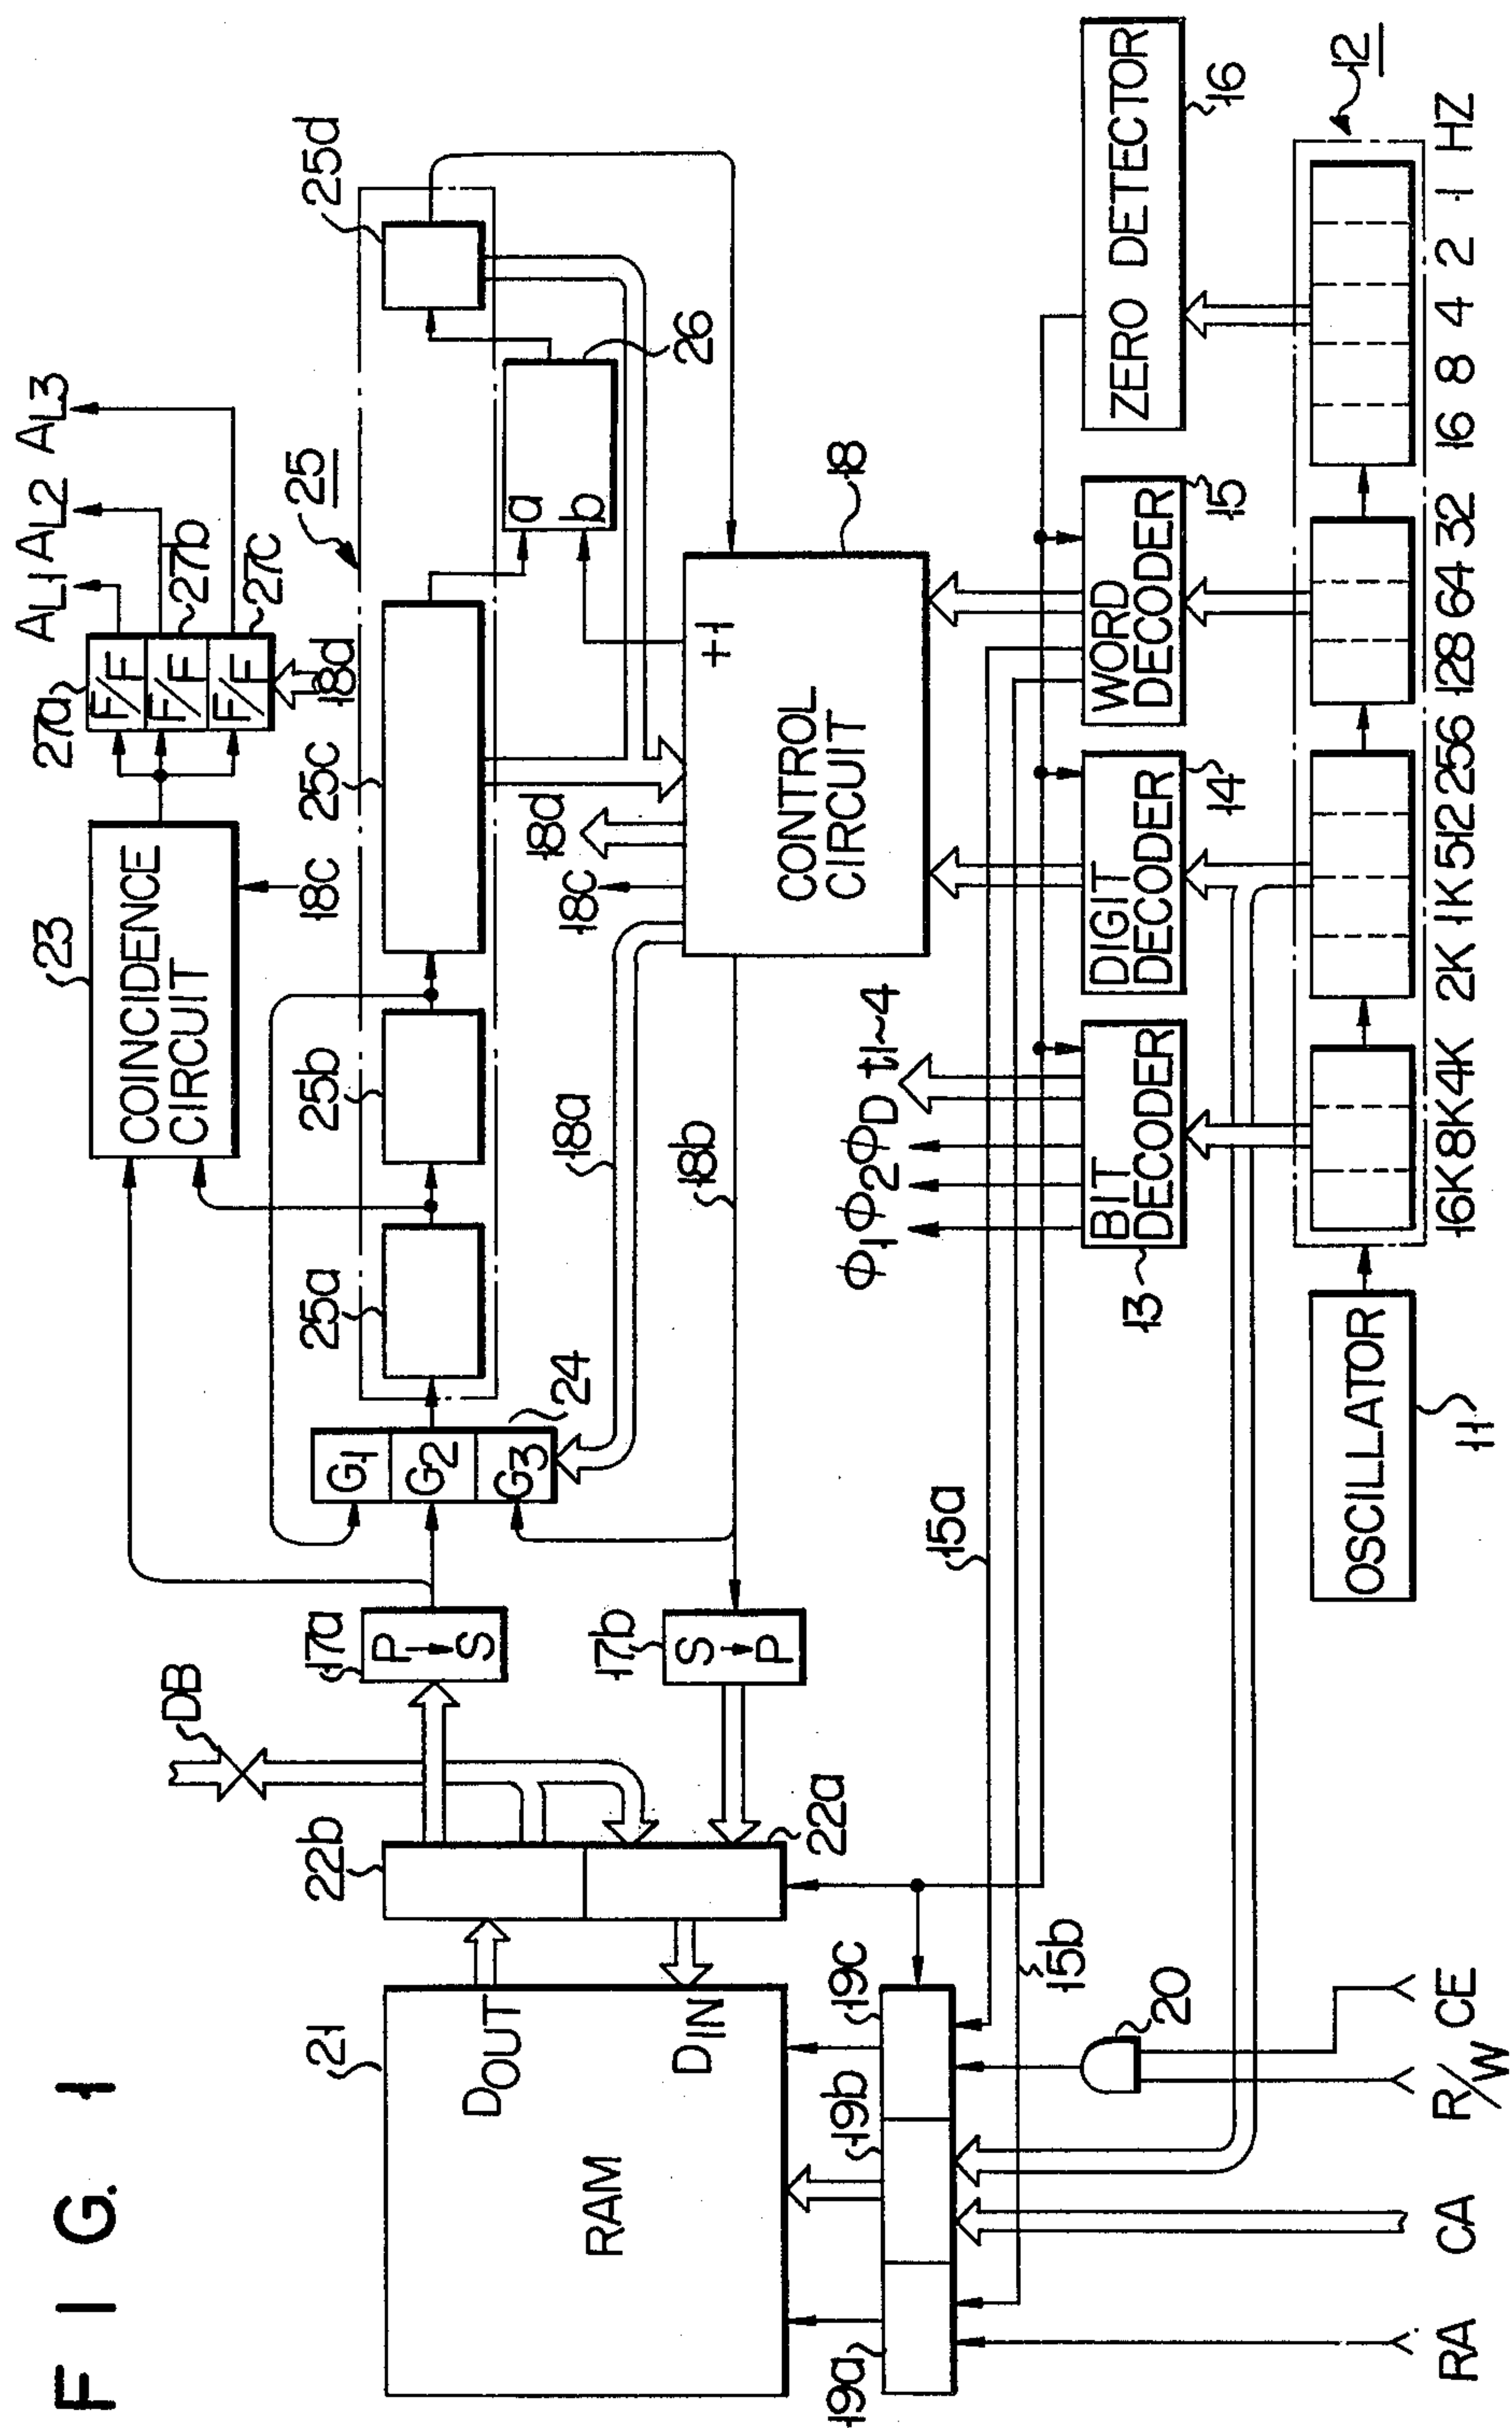 FIG. 1
21
RAM
DOUT
DIN
22b
22a
DB
17a
P→S
17b
S→P
23
COINCIDENCE
CIRCUIT
18c
27a
F/F
F/F
F/F
27b
27c
18d
AL1
AL2
AL3
24
G1
G2
G3
25
25a
25b
25c
25d
26
a
b
18a
18b
18c
18d
+1
CONTROL
CIRCUIT
18
19a
19b
19c
20
15a
15b
RA
CA
R/W
CE
Φ1
Φ2
ΦD
t1~4
13
BIT
DECODER
DIGIT
DECODER
14
WORD
DECODER
15
ZERO DETECTOR
16
OSCILLATOR
11
12
16K 8K 4K 2K 1K 512 256 128 64 32 16 8 4 2 1 HZ